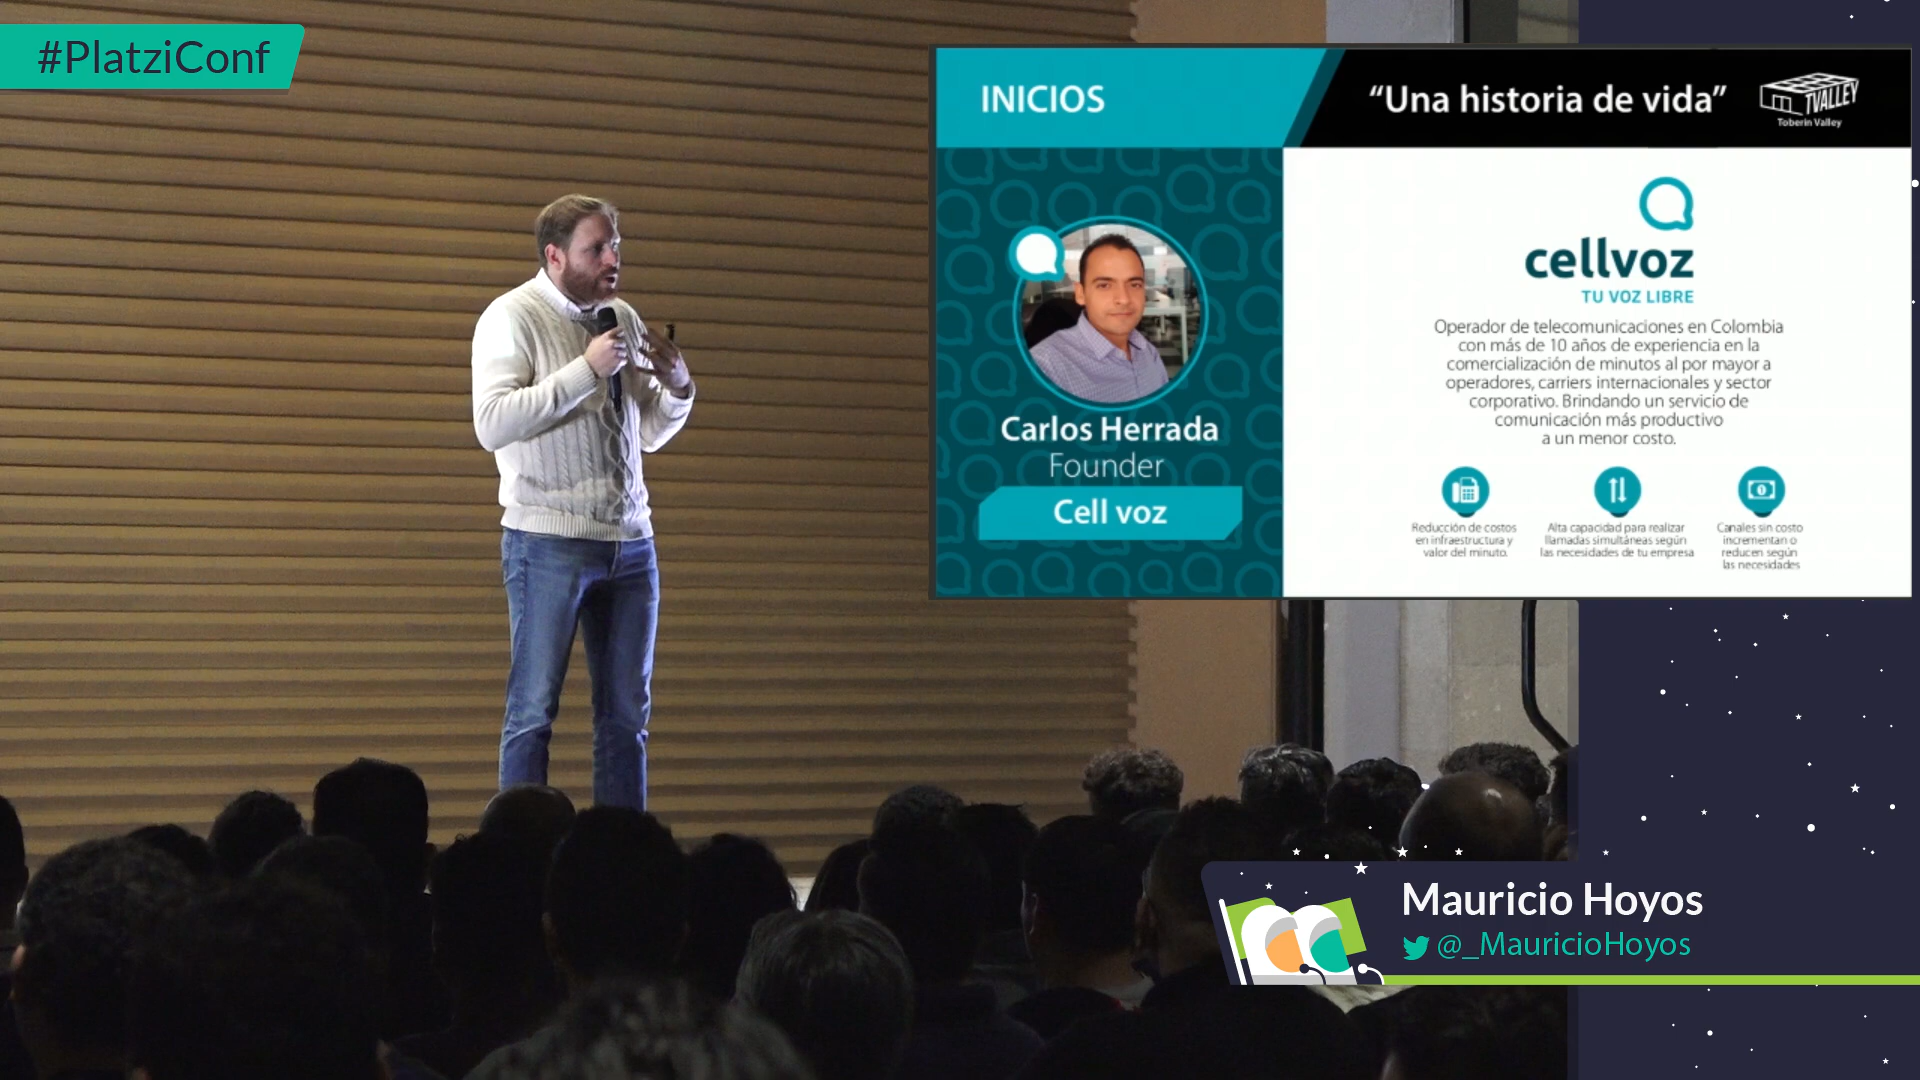 #PlatziConf
INICIOS
“Una historia de vida”
TVALLEY
Toberin Valley
cellvoz
TU VOZ LIBRE
Operador de telecomunicaciones en Colombia
con más de 10 años de experiencia en la
comercialización de minutos al por mayor a
operadores, carriers internacionales y sector
corporativo. Brindando un servicio de
comunicación más productivo
a un menor costo.
Carlos Herrada
Founder
Cell voz
Reducción de costos
en infraestructura y
valor del minuto.
Alta capacidad para realizar
llamadas simultáneas según
las necesidades de tu empresa
Canales sin costo
incrementan o
reducen según
las necesidades
Mauricio Hoyos
@_MauricioHoyos